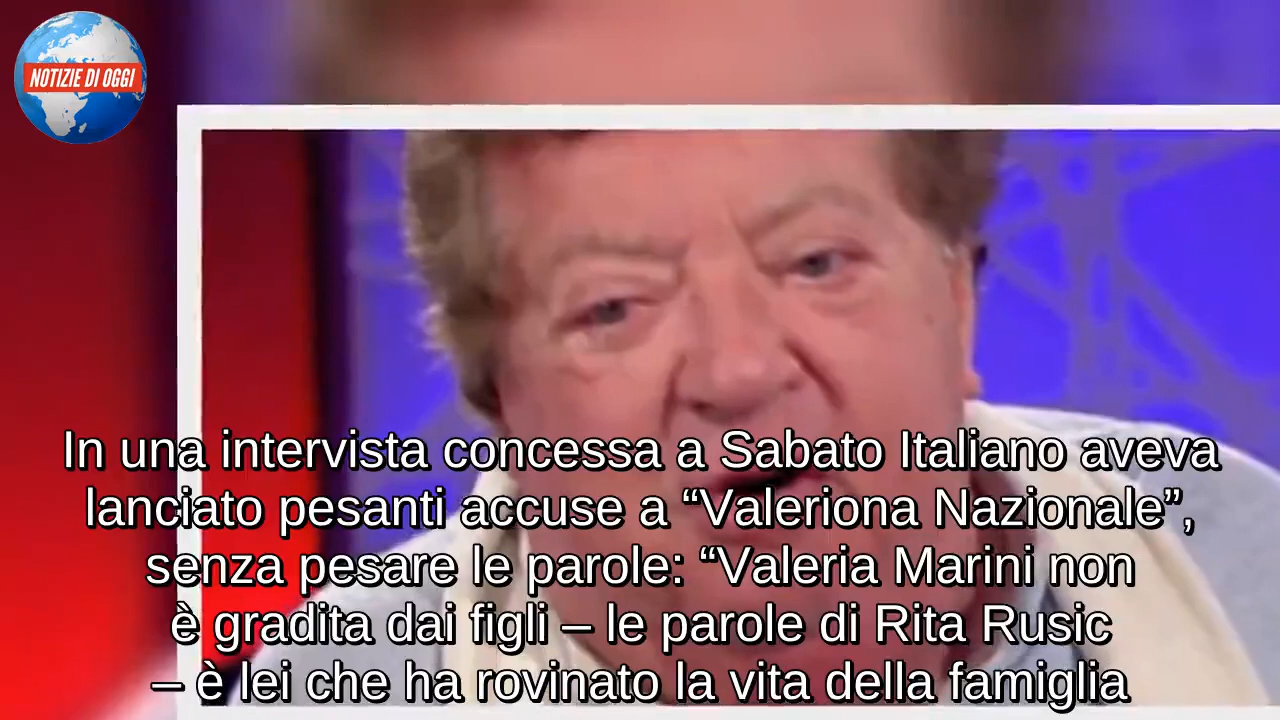 NOTIZIE DI OGGI
In una intervista concessa a Sabato Italiano aveva
lanciato pesanti accuse a “Valeriona Nazionale”,
senza pesare le parole: “Valeria Marini non
è gradita dai figli – le parole di Rita Rusic
– è lei che ha rovinato la vita della famiglia